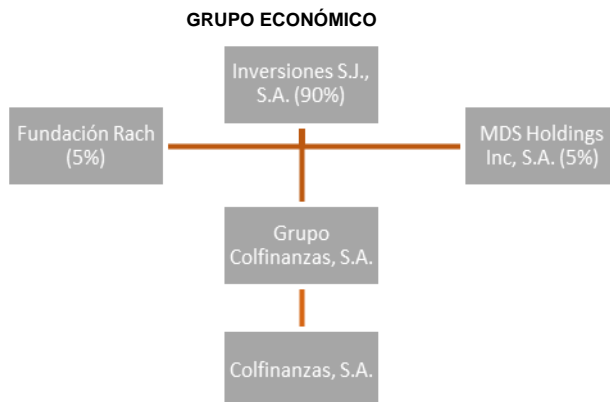 GRUPO ECONÓMICO
Inversiones S.J.,
S.A. (90%)
Fundación Rach
(5%)
MDS Holdings
Inc, S.A. (5%)
Grupo
Colfinanzas, S.A.
Colfinanzas, S.A.